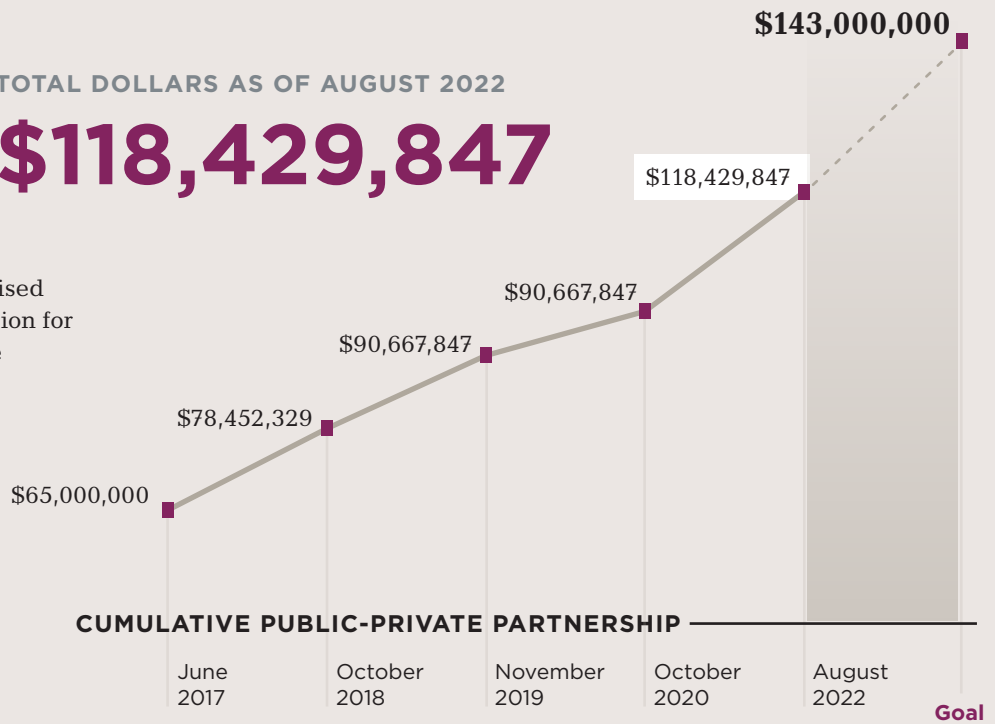 $143,000,000
TOTAL DOLLARS AS OF AUGUST 2022
$118,429,847
$118,429,847
ised
ion for
$90,667,847
$90,667,847
$78,452,329
$65,000,000
CUMULATIVE PUBLIC-PRIVATE PARTNERSHIP
June
2017
October
2018
November
2019
October
2020
August
2022
Goal